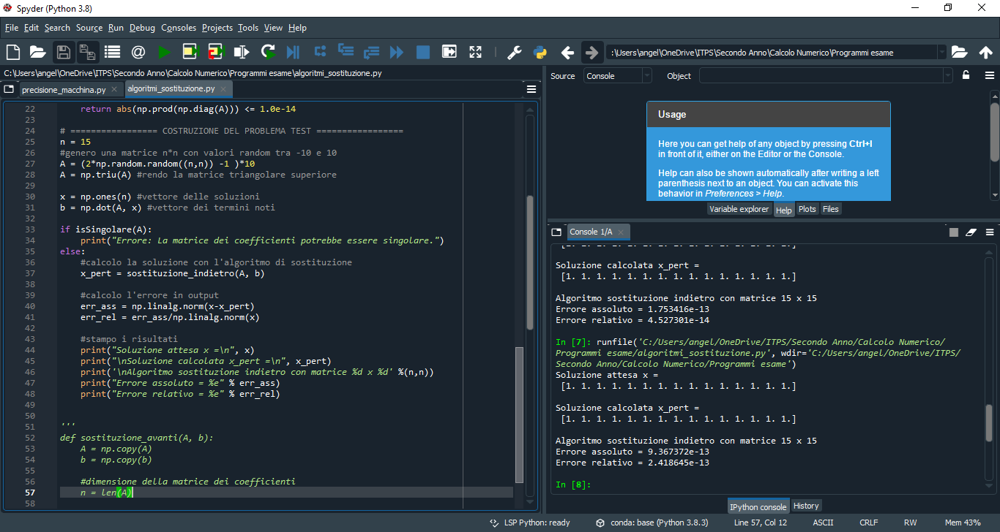 Spyder (Python 3.8)
File Edit Search Source Run Debug Consoles Projects Tools View Help
:\Users\angel\OneDrive\ITPS\Secondo Anno\Calcolo Numerico\Programmi esame
C:\Users\angel\OneDrive\ITPS\Secondo Anno\Calcolo Numerico\Programmi esame\algoritmi_sostituzione.py
precisione_macchina.py
algoritmi_sostituzione.py
22 return abs(np.prod(np.diag(A))) <= 1.0e-14
23
24 # ================= COSTRUZIONE DEL PROBLEMA TEST =================
25 n = 15
26 #genero una matrice n*n con valori random tra -10 e 10
27 A = (2*np.random.random((n,n)) -1 )*10
28 A = np.triu(A) #rendo la matrice triangolare superiore
29
30 x = np.ones(n) #vettore delle soluzioni
31 b = np.dot(A, x) #vettore dei termini noti
32
33 if isSingolare(A):
34 print("Errore: La matrice dei coefficienti potrebbe essere singolare.")
35 else:
36 #calcolo la soluzione con l'algoritmo di sostituzione
37 x_pert = sostituzione_indietro(A, b)
38
39 #calcolo l'errore in output
40 err_ass = np.linalg.norm(x-x_pert)
41 err_rel = err_ass/np.linalg.norm(x)
42
43 #stampo i risultati
44 print("Soluzione attesa x =\n", x)
45 print("\nSoluzione calcolata x_pert =\n", x_pert)
46 print('\nAlgoritmo sostituzione indietro con matrice %d x %d' %(n,n))
47 print("Errore assoluto = %e" % err_ass)
48 print("Errore relativo = %e" % err_rel)
49
50
51 '''
52 def sostituzione_avanti(A, b):
53 A = np.copy(A)
54 b = np.copy(b)
55
56 #dimensione della matrice dei coefficienti
57 n = len(A)
58
Source Console Object
Usage
Here you can get help of any object by pressing Ctrl+I
in front of it, either on the Editor or the Console.
Help can also be shown automatically after writing a left
parenthesis next to an object. You can activate this
behavior in Preferences > Help.
Variable explorer Help Plots Files
Console 1/A
[1. 1. 1. 1. 1. 1. 1. 1. 1. 1. 1. 1. 1. 1. 1.]
Soluzione calcolata x_pert =
[1. 1. 1. 1. 1. 1. 1. 1. 1. 1. 1. 1. 1. 1. 1.]
Algoritmo sostituzione indietro con matrice 15 x 15
Errore assoluto = 1.753416e-13
Errore relativo = 4.527301e-14
In [7]: runfile('C:/Users/angel/OneDrive/ITPS/Secondo Anno/Calcolo Numerico/
Programmi esame/algoritmi_sostituzione.py', wdir='C:/Users/angel/OneDrive/ITPS/
Secondo Anno/Calcolo Numerico/Programmi esame')
Soluzione attesa x =
[1. 1. 1. 1. 1. 1. 1. 1. 1. 1. 1. 1. 1. 1. 1.]
Soluzione calcolata x_pert =
[1. 1. 1. 1. 1. 1. 1. 1. 1. 1. 1. 1. 1. 1. 1.]
Algoritmo sostituzione indietro con matrice 15 x 15
Errore assoluto = 9.367372e-13
Errore relativo = 2.418645e-13
In [8]:
IPython console History
LSP Python: ready conda: base (Python 3.8.3) Line 57, Col 12 ASCII CRLF RW Mem 43%